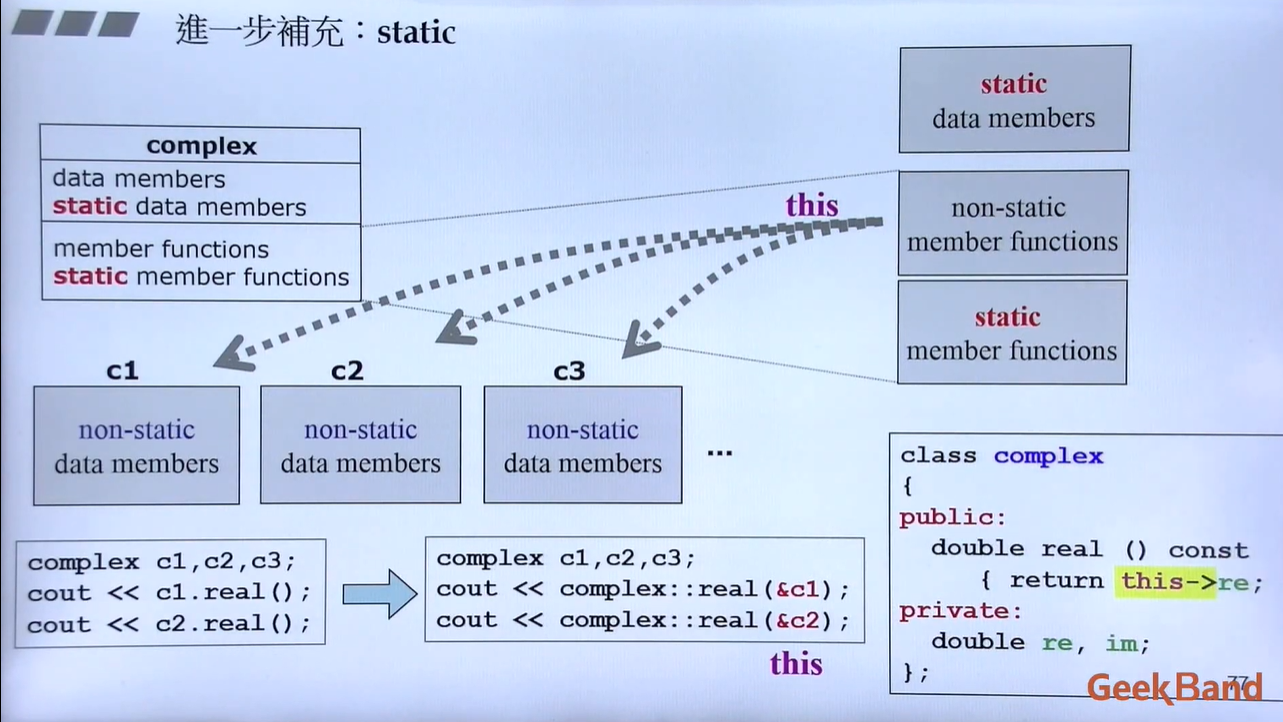 進一步補充：static
static
data members
complex
data members
static data members
member functions
static member functions
this
non-static
member functions
static
member functions
c1
c2
c3
non-static
data members
non-static
data members
non-static
data members
...
complex c1,c2,c3;
cout << c1.real();
cout << c2.real();
complex c1,c2,c3;
cout << complex::real(&c1);
cout << complex::real(&c2);
this
class complex
{
public:
double real () const
{ return this->re;
private:
double re, im;
};
77
GeekBand